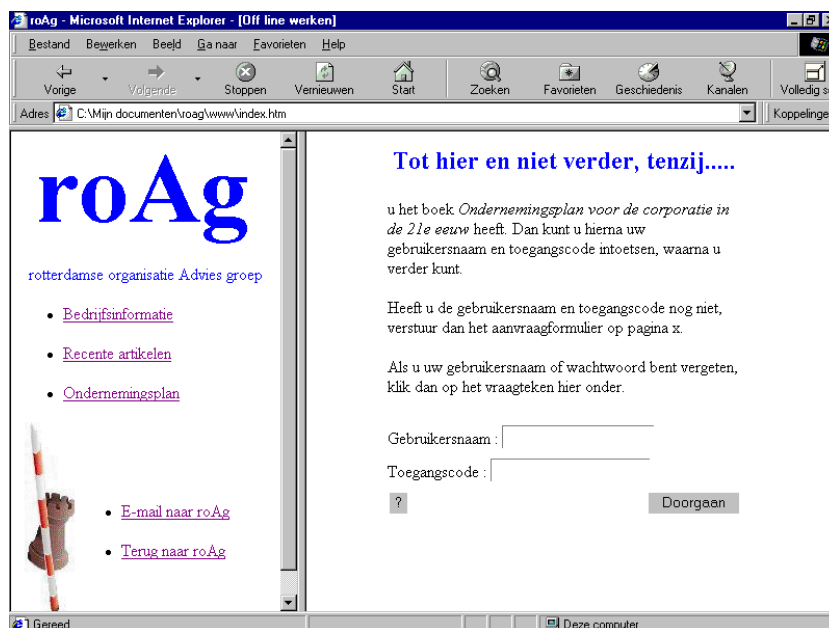 roAg - Microsoft Internet Explorer - [Off line werken]
Bestand Bewerken Beeld Ga naar Favorieten Help
Vorige Volgende Stoppen Vernieuwen Start Zoeken Favorieten Geschiedenis Kanalen Volledig s
Adres C:\Mijn documenten\roag\www\index.htm Koppelinge
roAg
rotterdamse organisatie Advies groep
Bedrijfsinformatie
Recente artikelen
Ondernemingsplan
E-mail naar roAg
Terug naar roAg
Tot hier en niet verder, tenzij.....
u het boek Ondernemingsplan voor de corporatie in
de 21e eeuw heeft. Dan kunt u hierna uw
gebruikersnaam en toegangscode intoetsen, waarna u
verder kunt.
Heeft u de gebruikersnaam en toegangscode nog niet,
verstuur dan het aanvraagformulier op pagina x.
Als u uw gebruikersnaam of wachtwoord bent vergeten,
klik dan op het vraagteken hier onder.
Gebruikersnaam :
Toegangscode :
? Doorgaan
Gereed Deze computer